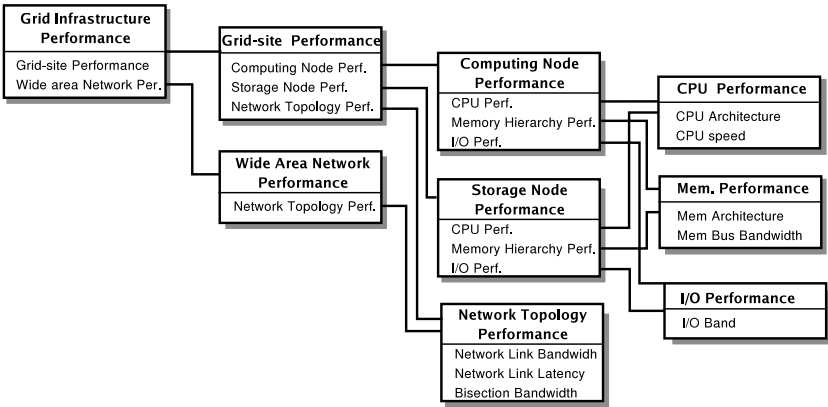 Grid Infrastructure
Performance
Grid-site Performance
Wide area Network Per.
Grid-site Performance
Computing Node Perf.
Storage Node Perf.
Network Topology Perf.
Wide Area Network
Performance
Network Topology Perf.
Computing Node
Performance
CPU Perf.
Memory Hierarchy Perf.
I/O Perf.
Storage Node
Performance
CPU Perf.
Memory Hierarchy Perf.
I/O Perf.
Network Topology
Performance
Network Link Bandwidh
Network Link Latency
Bisection Bandwidth
CPU Performance
CPU Architecture
CPU speed
Mem. Performance
Mem Architecture
Mem Bus Bandwidth
I/O Performance
I/O Band